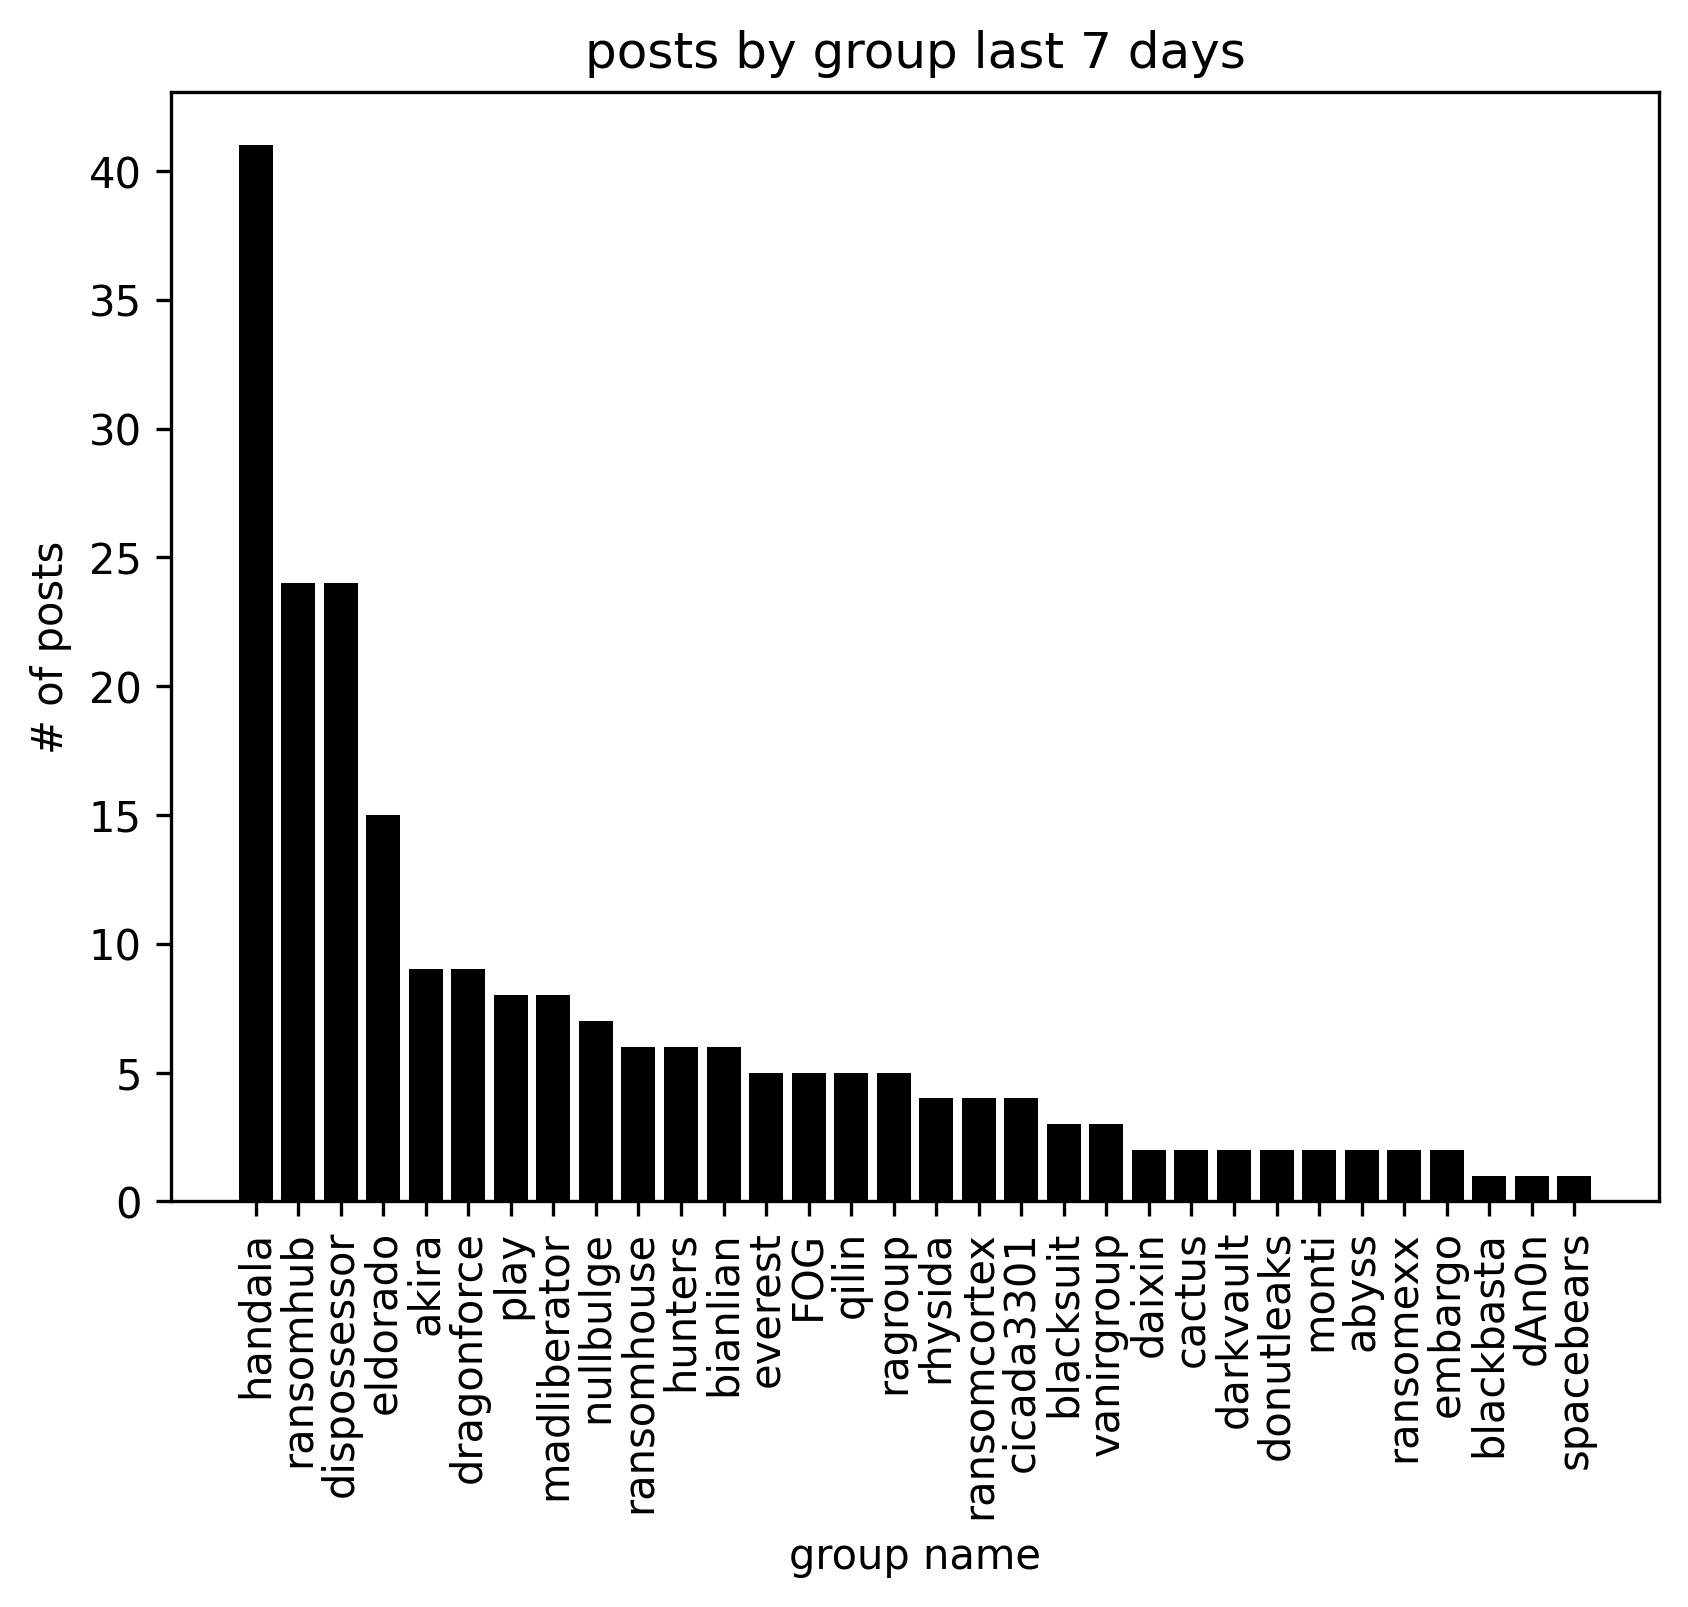 posts by group last 7 days
# of posts
40
35
30
25
20
15
10
5
0
handala
ransomhub
dispossessor
eldorado
akira
dragonforce
play
madliberator
nullbulge
ransomhouse
hunters
bianlian
everest
FOG
qilin
ragroup
rhysida
ransomcortex
cicada3301
blacksuit
vanirgroup
daixin
cactus
darkvault
donutleaks
monti
abyss
ransomexx
embargo
blackbasta
dAn0n
spacebears
group name